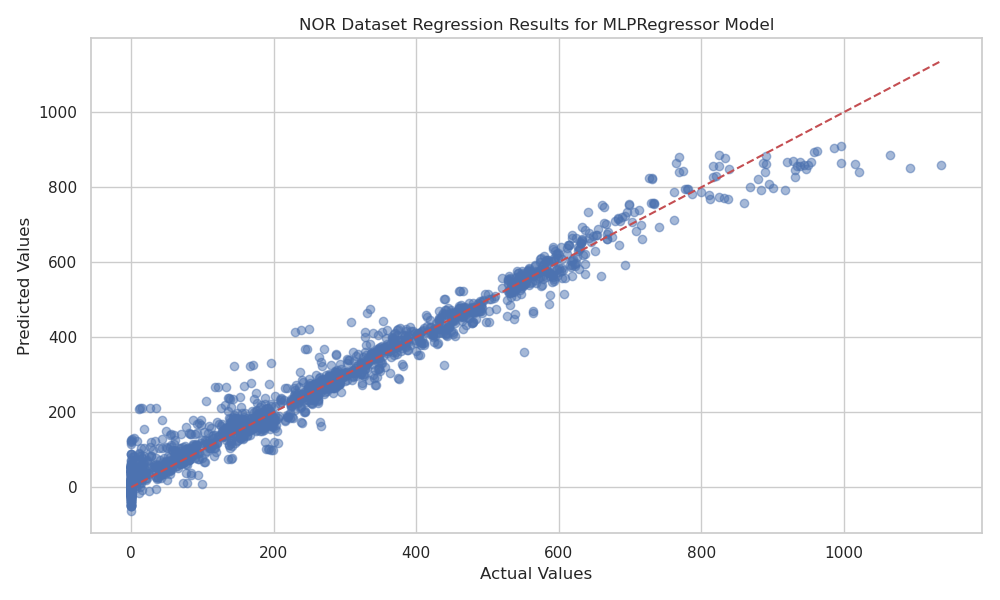 NOR Dataset Regression Results for MLPRegressor Model
Predicted Values
1000
800
600
400
200
0
0 200 400 600 800 1000
Actual Values